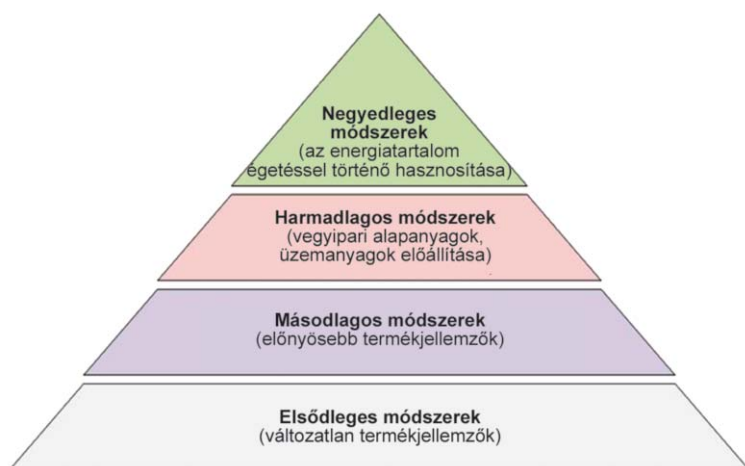 Negyedleges
módszerek
(az energiatartalom
égetéssel történő hasznosítása)
Harmadlagos módszerek
(vegyipari alapanyagok,
üzemanyagok előállítása)
Másodlagos módszerek
(előnyösebb termékjellemzők)
Elsődleges módszerek
(változatlan termékjellemzők)